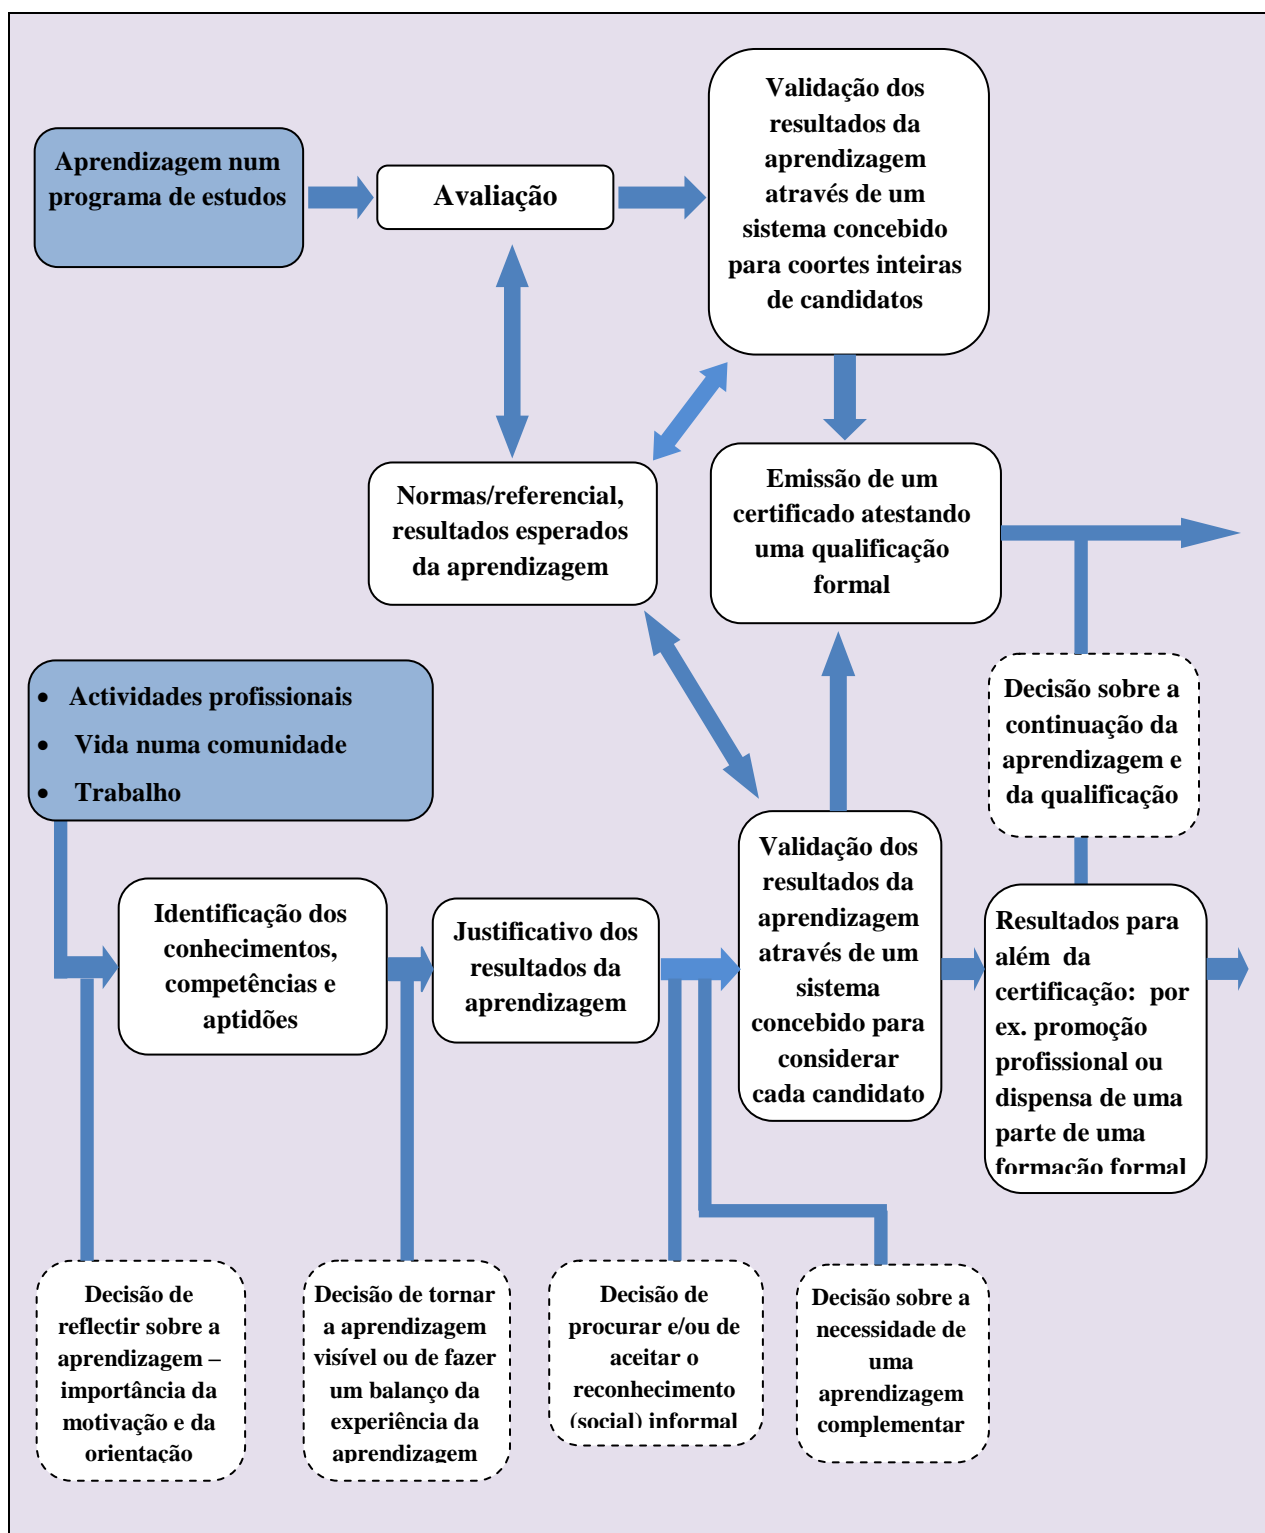 Aprendizagem num
programa de estudos
Avaliação
Validação dos
resultados da
aprendizagem
através de um
sistema concebido
para coortes inteiras
de candidatos
Normas/referencial,
resultados esperados
da aprendizagem
Emissão de um
certificado atestando
uma qualificação
formal
• Actividades profissionais
• Vida numa comunidade
• Trabalho
Decisão sobre a
continuação da
aprendizagem e
da qualificação
Identificação dos
conhecimentos,
competências e
aptidões
Justificativo dos
resultados da
aprendizagem
Validação dos
resultados da
aprendizagem
através de um
sistema
concebido para
considerar
cada candidato
Resultados para
além da
certificação: por
ex. promoção
profissional ou
dispensa de uma
parte de uma
formação formal
Decisão de
reflectir sobre a
aprendizagem –
importância da
motivação e da
orientação
Decisão de tornar
a aprendizagem
visível ou de fazer
um balanço da
experiência da
aprendizagem
Decisão de
procurar e/ou de
aceitar o
reconhecimento
(social) informal
Decisão sobre a
necessidade de
uma
aprendizagem
complementar